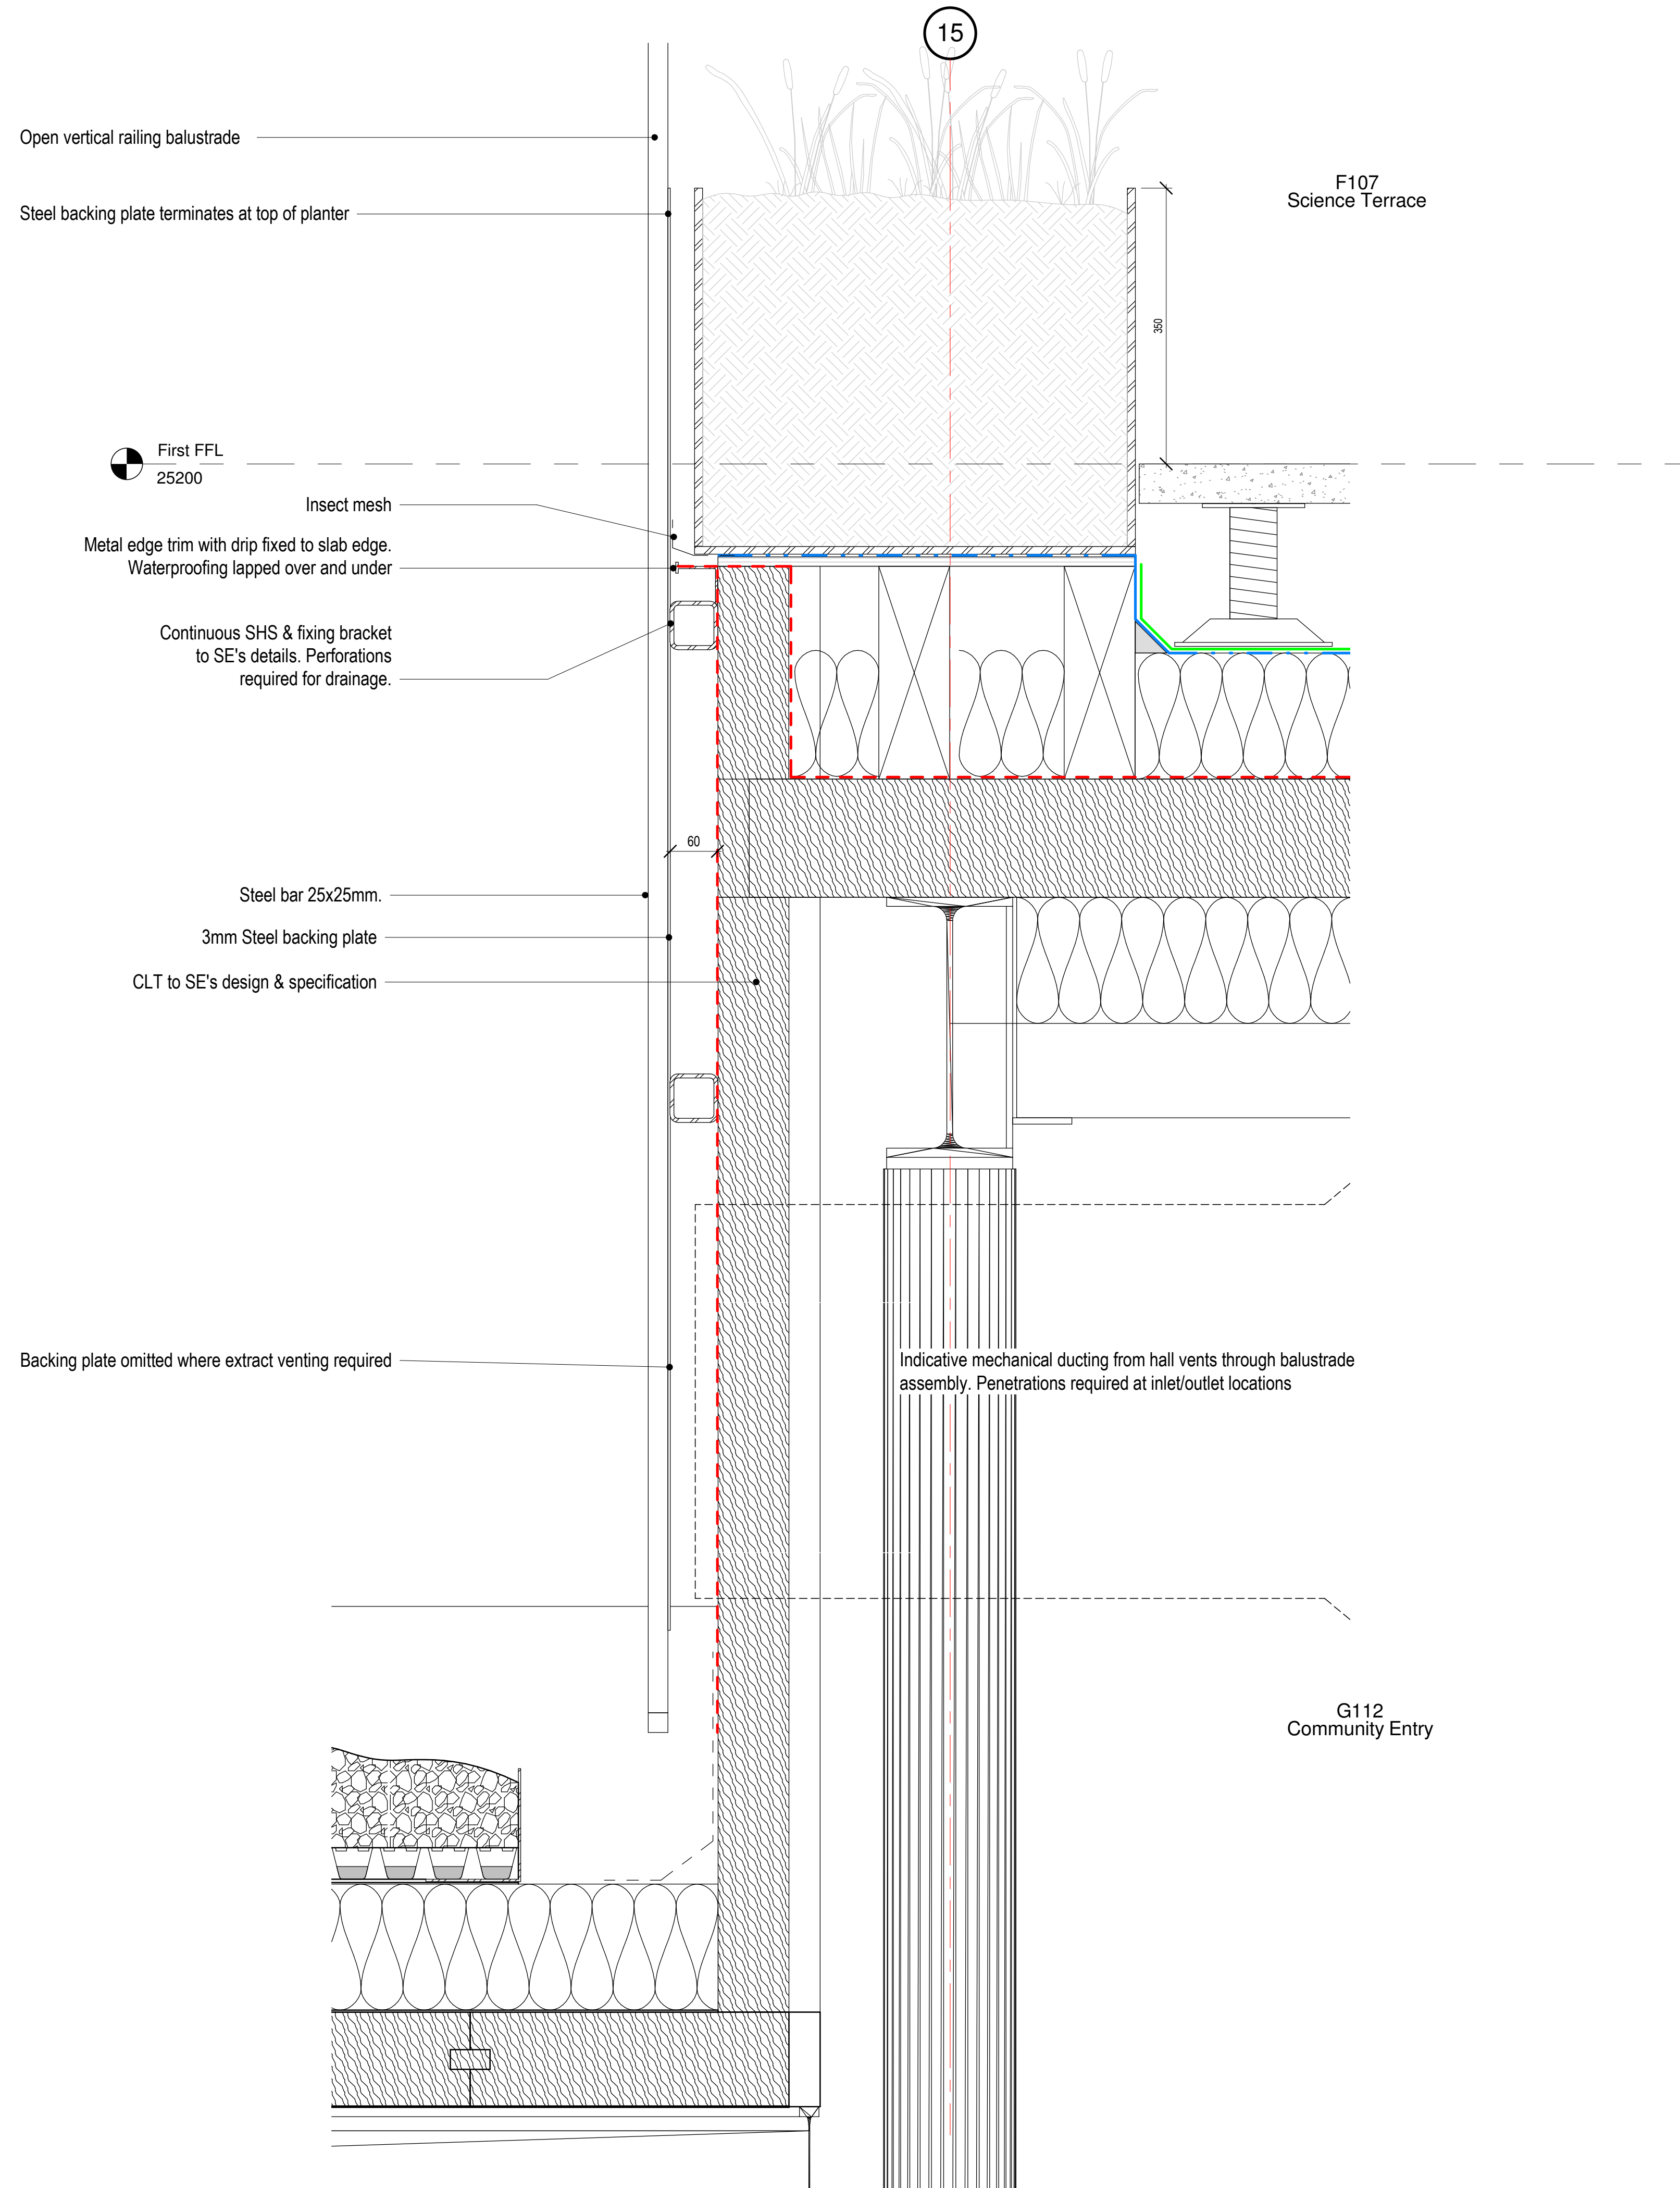 15
Open vertical railing balustrade
F107
Science Terrace
Steel backing plate terminates at top of planter
350
First FFL
25200
Insect mesh
Metal edge trim with drip fixed to slab edge.
Waterproofing lapped over and under
Continuous SHS & fixing bracket
to SE's details. Perforations
required for drainage.
60
Steel bar 25x25mm.
3mm Steel backing plate
CLT to SE's design & specification
Backing plate omitted where extract venting required
Indicative mechanical ducting from hall vents through balustrade
assembly. Penetrations required at inlet/outlet locations
G112
Community Entry